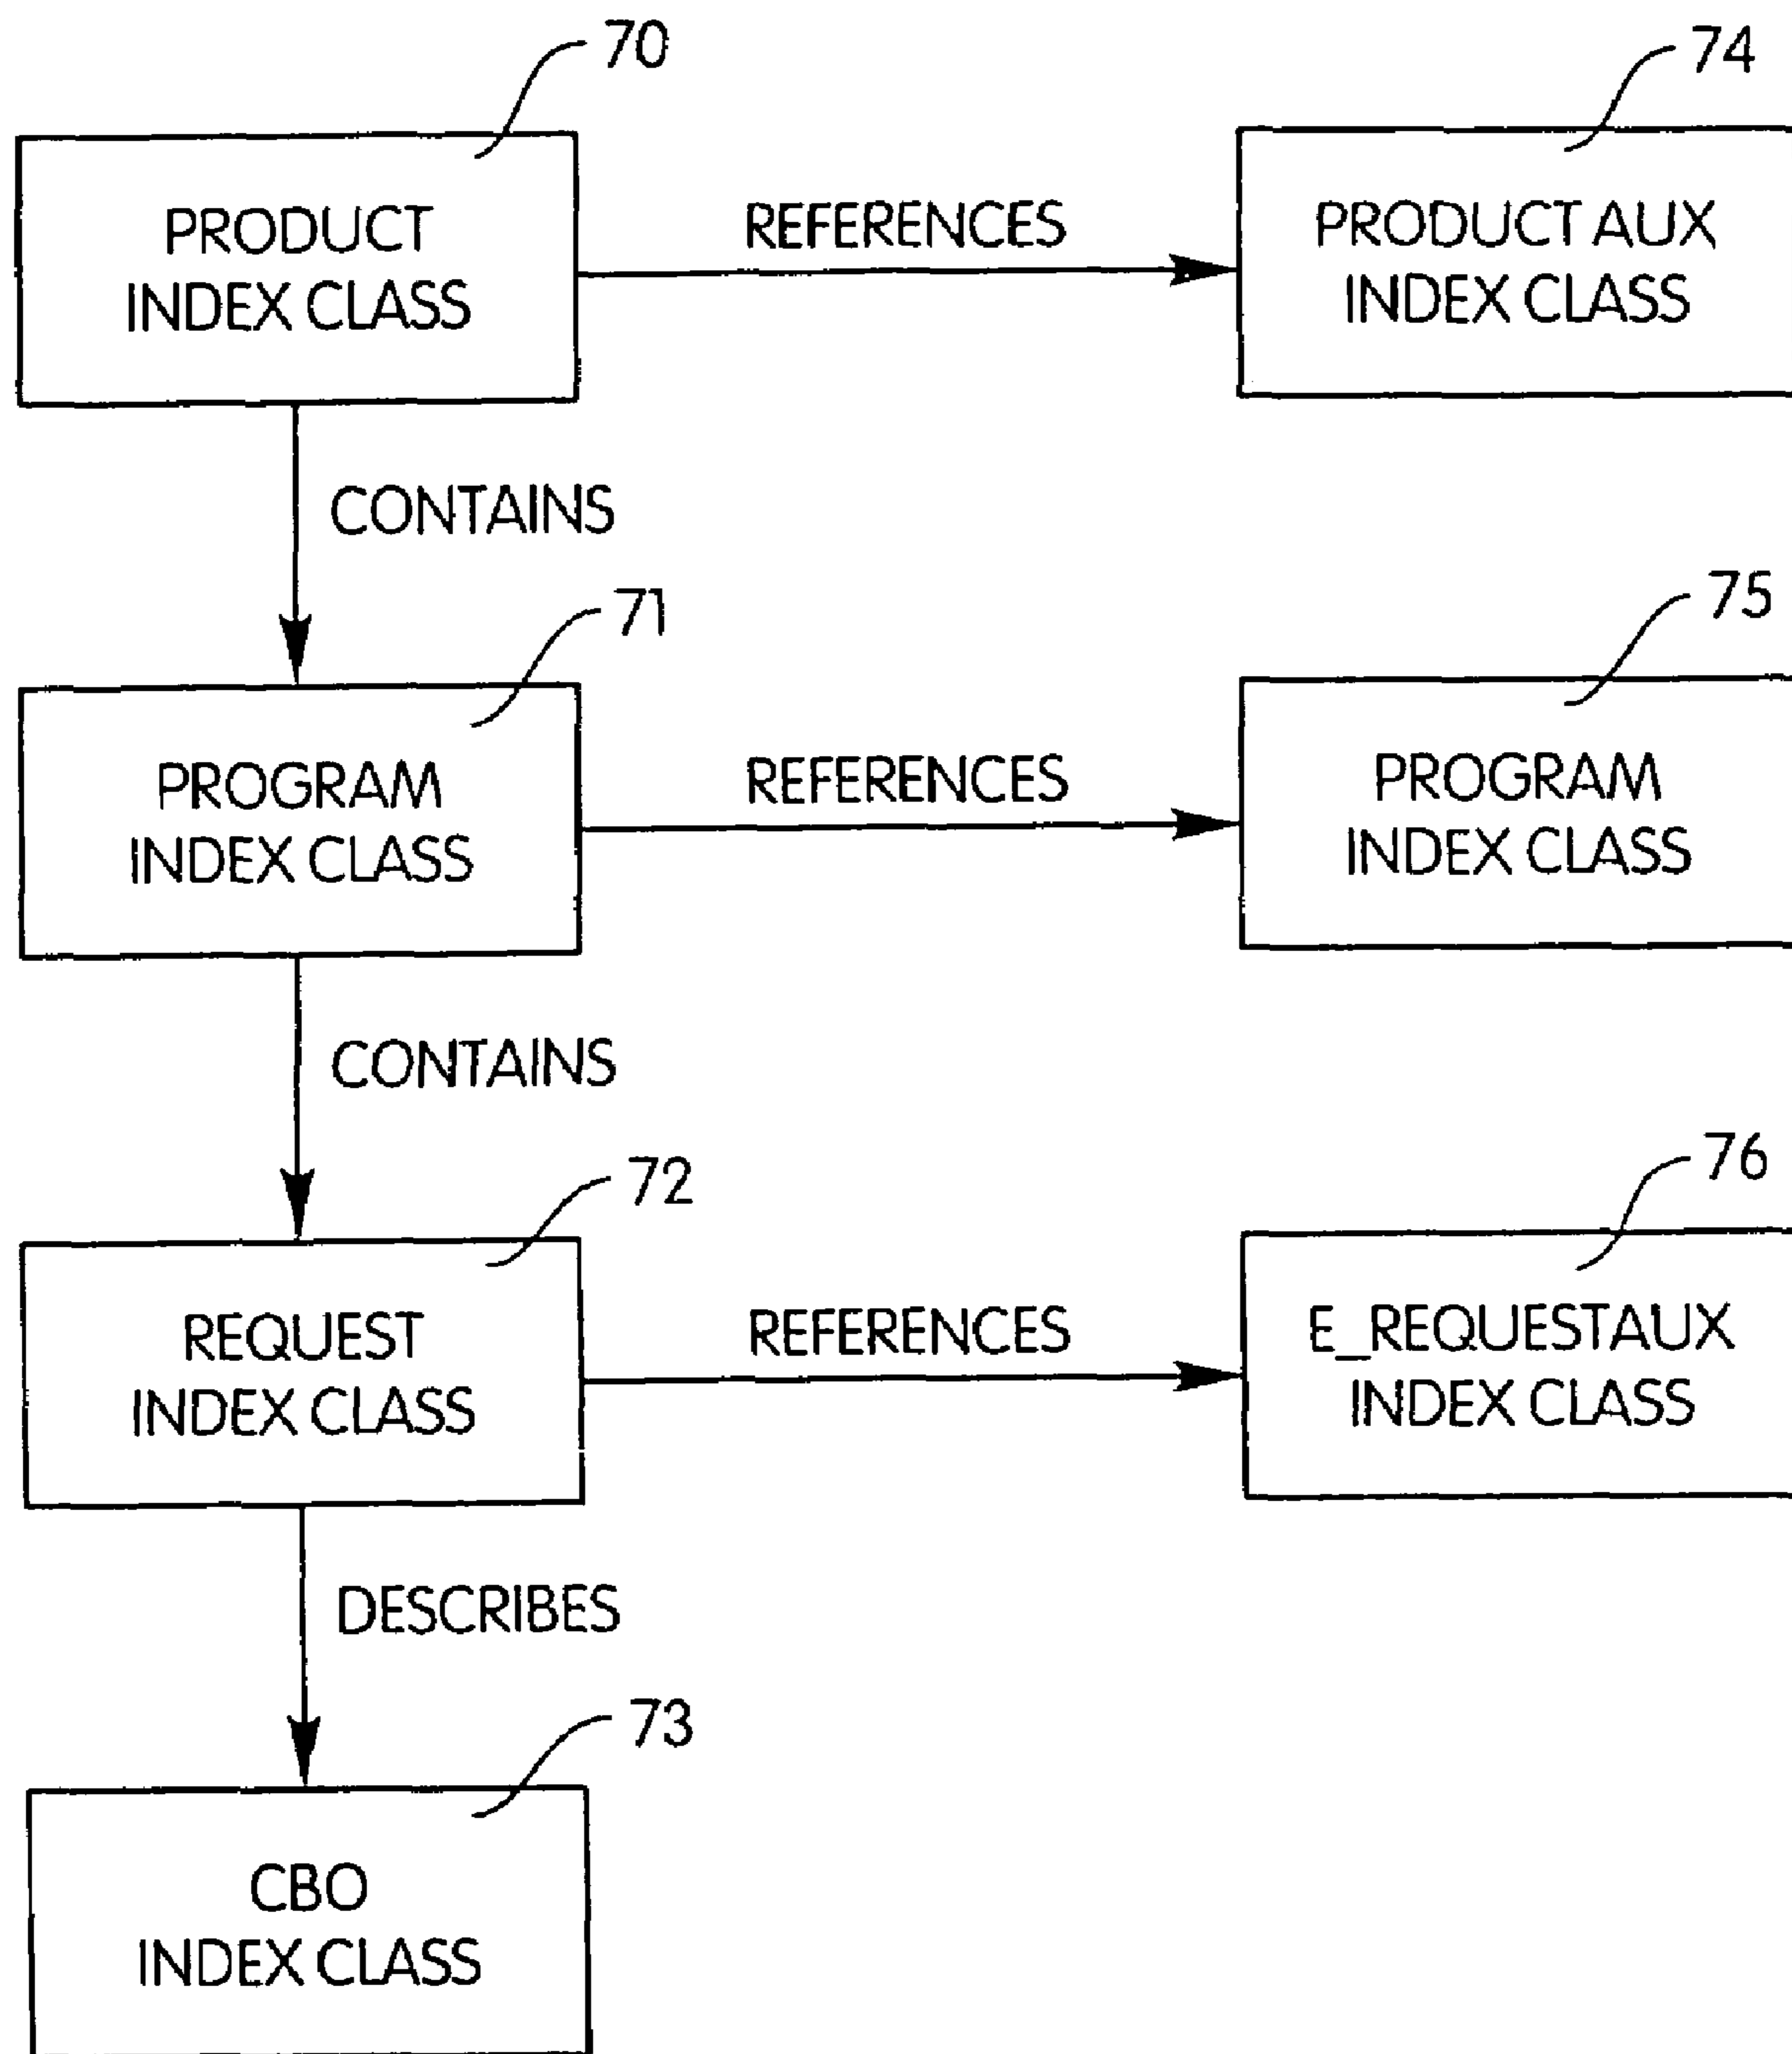 70
74
PRODUCT
INDEX CLASS
REFERENCES
PRODUCT AUX
INDEX CLASS
CONTAINS
71
75
PROGRAM
INDEX CLASS
REFERENCES
PROGRAM
INDEX CLASS
CONTAINS
72
76
REQUEST
INDEX CLASS
REFERENCES
E_REQUESTAUX
INDEX CLASS
DESCRIBES
73
CBO
INDEX CLASS